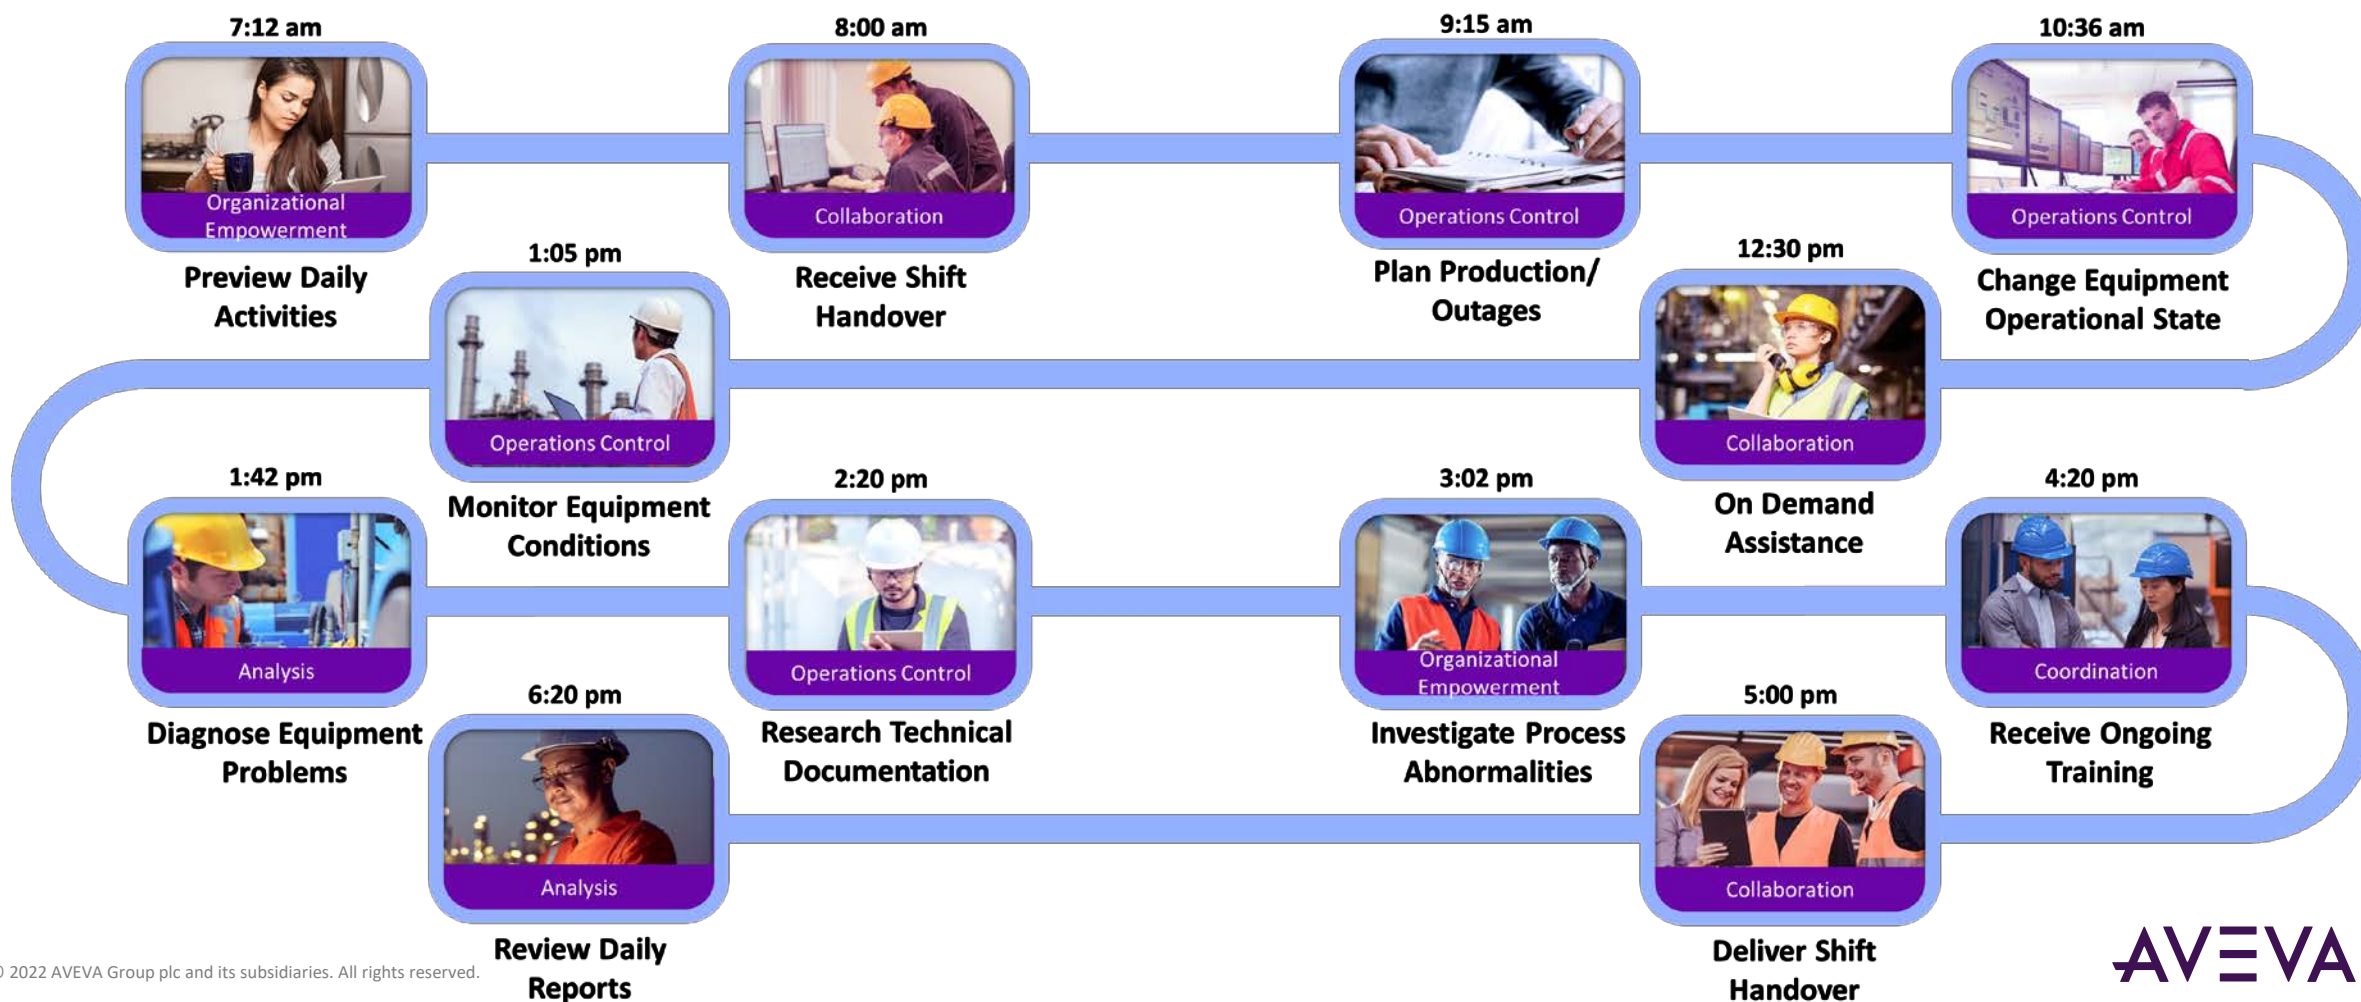 7:12 am
Organizational
Empowerment
Preview Daily
Activities
8:00 am
Collaboration
Receive Shift
Handover
9:15 am
Operations Control
Plan Production/
Outages
10:36 am
Operations Control
Change Equipment
Operational State
12:30 pm
Collaboration
On Demand
Assistance
1:05 pm
Operations Control
Monitor Equipment
Conditions
1:42 pm
Analysis
Diagnose Equipment
Problems
2:20 pm
Operations Control
Research Technical
Documentation
3:02 pm
Organizational
Empowerment
Investigate Process
Abnormalities
4:20 pm
Coordination
Receive Ongoing
Training
5:00 pm
Collaboration
Deliver Shift
Handover
6:20 pm
Analysis
Review Daily
Reports
© 2022 AVEVA Group plc and its subsidiaries. All rights reserved.
AVEVA